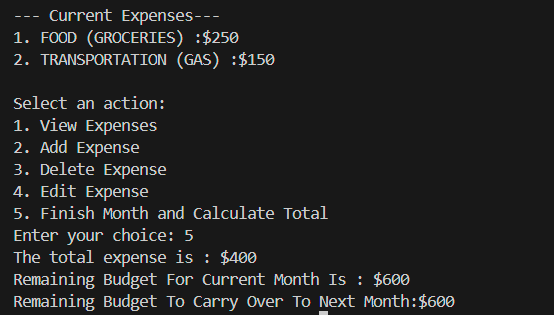 --- Current Expenses---
1. FOOD (GROCERIES) :$250
2. TRANSPORTATION (GAS) :$150

Select an action:
1. View Expenses
2. Add Expense
3. Delete Expense
4. Edit Expense
5. Finish Month and Calculate Total
Enter your choice: 5
The total expense is : $400
Remaining Budget For Current Month Is : $600
Remaining Budget To Carry Over To Next Month:$600